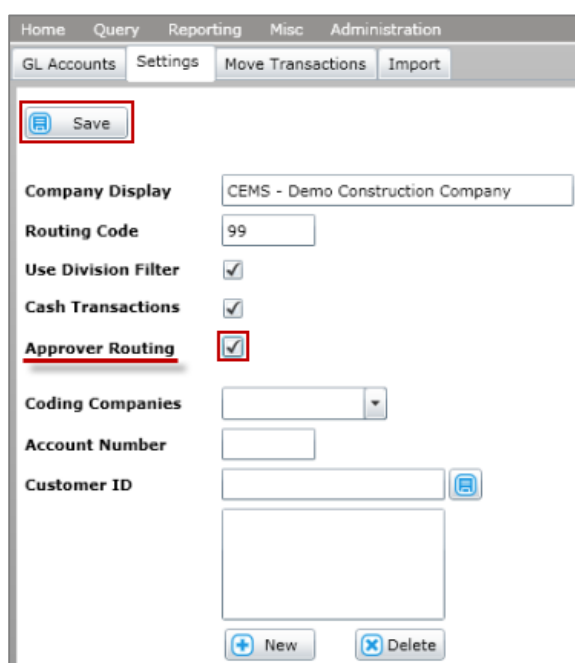 Home Query Reporting Misc Administration
GL Accounts Settings Move Transactions Import
Save
Company Display CEMS - Demo Construction Company
Routing Code 99
Use Division Filter
Cash Transactions
Approver Routing
Coding Companies
Account Number
Customer ID
New Delete